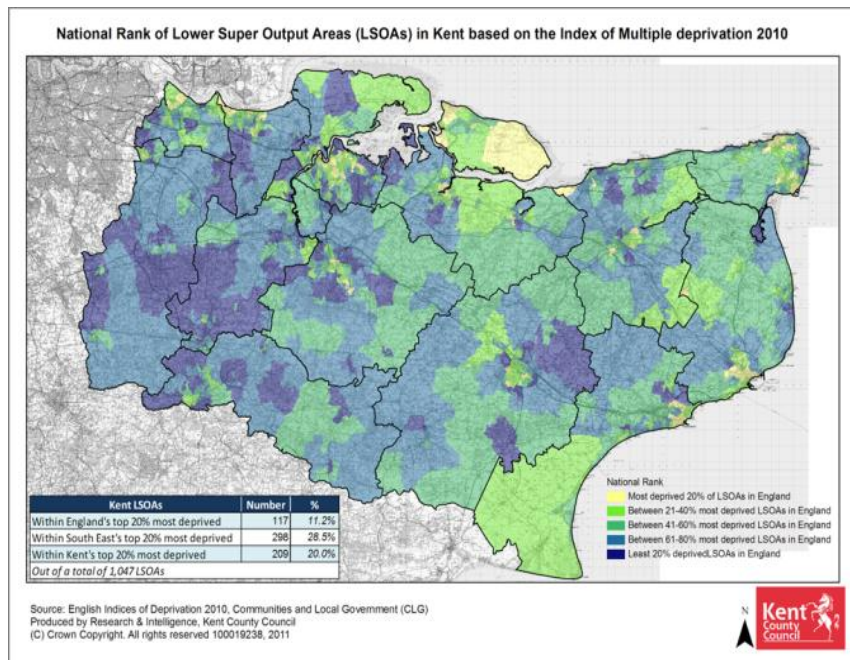 National Rank of Lower Super Output Areas (LSOAs) in Kent based on the Index of Multiple deprivation 2010
Kent LSOAs Number %
Within England's top 20% most deprived 117 11.2%
Within South East's top 20% most deprived 298 28.5%
Within Kent's top 20% most deprived 209 20.0%
Out of a total of 1,047 LSOAs
National Rank
Most deprived 20% of LSOAs in England
Between 21-40% most deprived LSOAs in England
Between 41-60% most deprived LSOAs in England
Between 61-80% most deprived LSOAs in England
Least 20% deprivedLSOAs in England
Source: English Indices of Deprivation 2010, Communities and Local Government (CLG)
Produced by Research & Intelligence, Kent County Council
(C) Crown Copyright. All rights reserved 100019238, 2011
N
Kent
County
Council